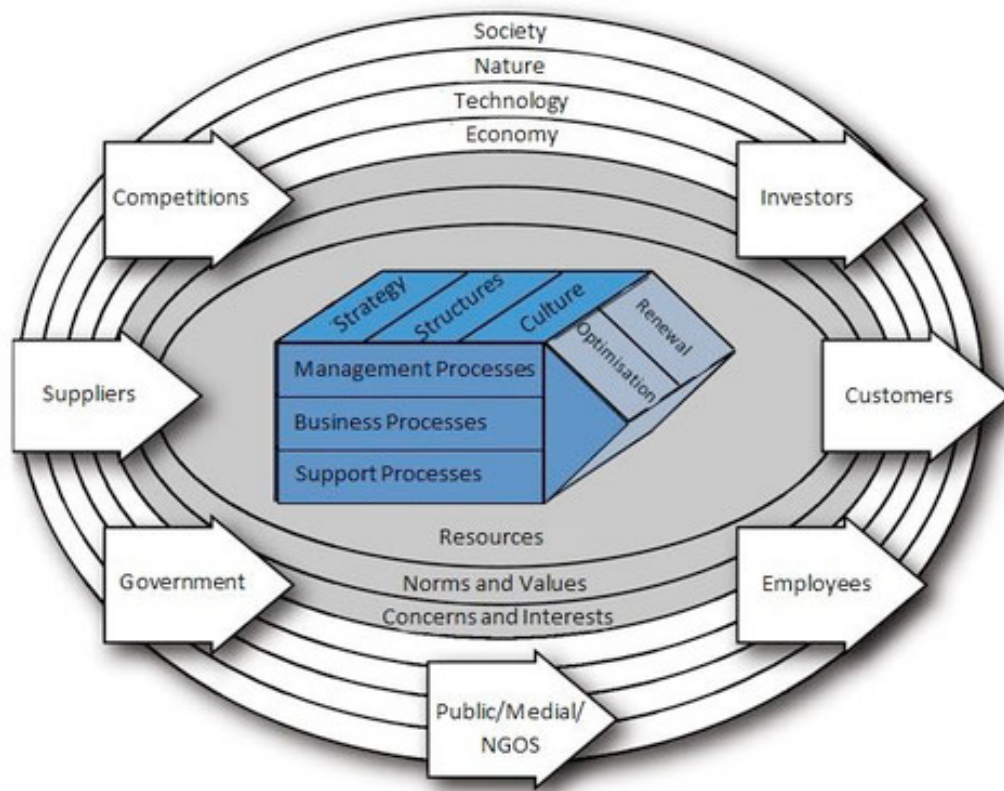 Society
Nature
Technology
Economy
Competitions
Investors
Strategy
Structures
Culture
Renewal
Optimisation
Management Processes
Business Processes
Support Processes
Suppliers
Customers
Resources
Norms and Values
Concerns and Interests
Government
Employees
Public/Medial/
NGOS